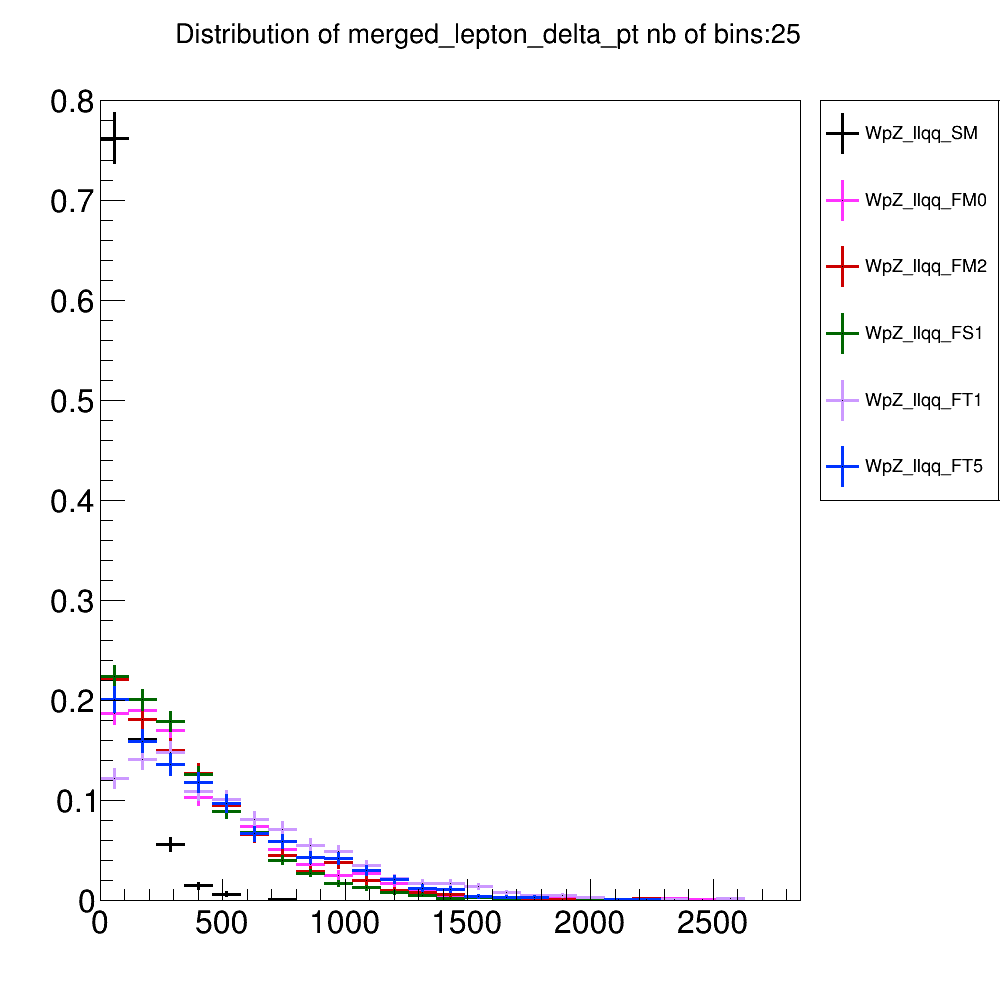 Distribution of merged_lepton_delta_pt nb of bins:25
0.8
0.7
0.6
0.5
0.4
0.3
0.2
0.1
0
0 500 1000 1500 2000 2500
WpZ_llqq_SM
WpZ_llqq_FM0
WpZ_llqq_FM2
WpZ_llqq_FS1
WpZ_llqq_FT1
WpZ_llqq_FT5